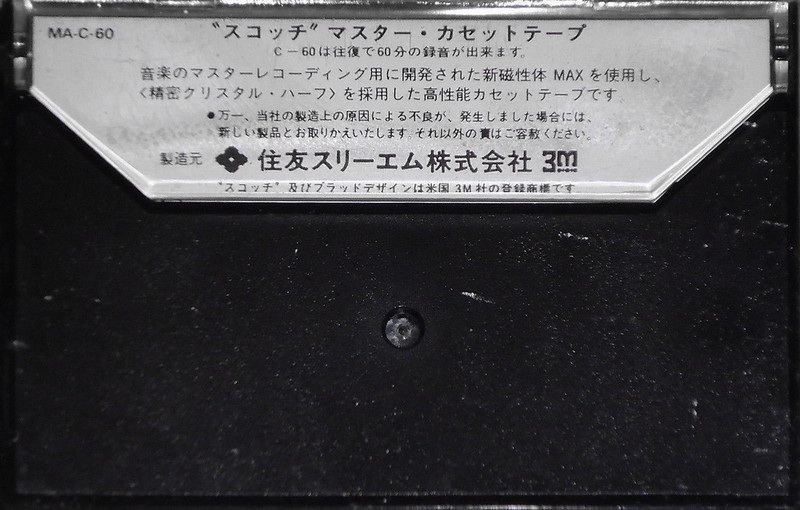 MA-C-60
"スコッチ" マスター・カセットテープ
C-60は往復で60分の録音が出来ます。
音楽のマスターレコーディング用に開発された新磁性体 MAX を使用し、
〈精密クリスタル・ハーフ〉を採用した高性能カセットテープです
●万一、当社の製造上の原因による不良が、発生しました場合には、
新しい製品とお取りかえいたします。それ以外の責はご容赦ください。
製造元 住友スリーエム株式会社 3M
"スコッチ" 及びプラッドデザインは米国 3M 社の登録商標です